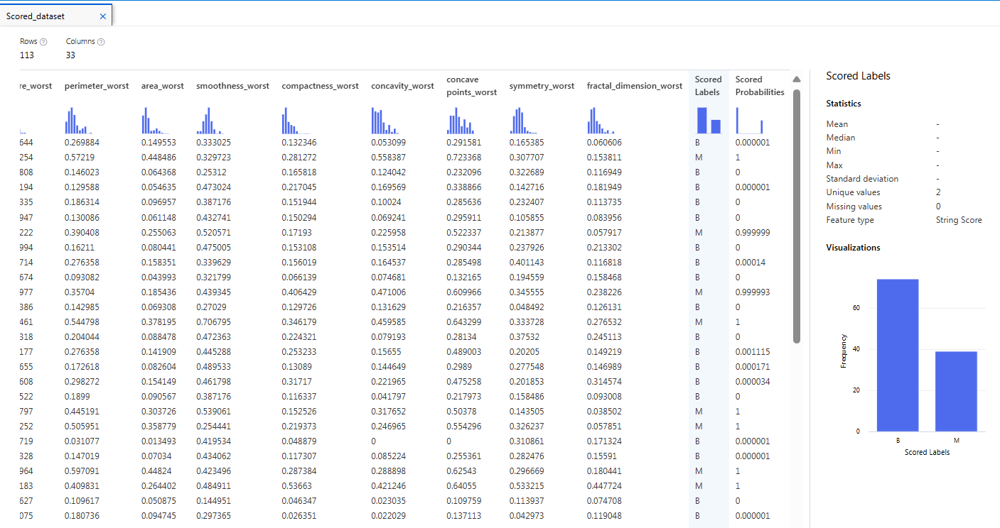 Scored_dataset
Rows Columns
113 33
re_worst perimeter_worst area_worst smoothness_worst compactness_worst concavity_worst concave points_worst symmetry_worst fractal_dimension_worst Scored Labels Scored Probabilities
644 0.269884 0.149553 0.333025 0.132346 0.053099 0.291581 0.165385 0.060606 B 0.000001
254 0.57219 0.448486 0.329723 0.281272 0.558387 0.723368 0.307707 0.153811 M 1
808 0.146023 0.064368 0.25312 0.165818 0.124042 0.232096 0.322689 0.116949 B 0
194 0.129588 0.054635 0.473024 0.217045 0.169569 0.338866 0.142716 0.181949 B 0.000001
335 0.186314 0.096957 0.387176 0.151944 0.10024 0.285636 0.232407 0.113735 B 0
947 0.130086 0.061148 0.432741 0.150294 0.069241 0.295911 0.105855 0.083956 B 0
222 0.390408 0.255063 0.520571 0.17193 0.225958 0.522337 0.213877 0.057917 M 0.999999
994 0.16211 0.080441 0.475005 0.153108 0.153514 0.290344 0.237926 0.213302 B 0
714 0.276358 0.158351 0.339629 0.156019 0.164537 0.285498 0.401143 0.116818 B 0.00014
674 0.093082 0.043993 0.321799 0.066139 0.074681 0.132165 0.194559 0.158468 B 0
977 0.35704 0.185436 0.439345 0.406429 0.471006 0.609966 0.345555 0.238226 M 0.999993
386 0.142985 0.069308 0.27029 0.129726 0.131629 0.216357 0.048492 0.126131 B 0
461 0.544798 0.378195 0.706795 0.346179 0.459585 0.643299 0.333728 0.276532 M 1
318 0.204044 0.088478 0.472363 0.224321 0.079193 0.28134 0.37532 0.245113 B 0
177 0.276358 0.141909 0.445288 0.253233 0.15655 0.489003 0.20205 0.149219 B 0.001115
655 0.172618 0.082604 0.489533 0.13089 0.144649 0.2989 0.277548 0.146989 B 0.000171
608 0.298272 0.154149 0.461798 0.31717 0.221965 0.475258 0.201853 0.314574 B 0.000034
522 0.1899 0.090567 0.387176 0.116337 0.041797 0.217973 0.158486 0.093008 B 0
797 0.445191 0.303726 0.539061 0.152526 0.317652 0.50378 0.143505 0.038502 M 1
252 0.505951 0.358779 0.254441 0.219373 0.246965 0.554296 0.326237 0.057851 M 1
719 0.031077 0.013493 0.419534 0.048879 0 0 0.310861 0.171324 B 0.000001
328 0.147019 0.07034 0.434062 0.117307 0.085224 0.255361 0.282476 0.15591 B 0.000001
964 0.597091 0.44824 0.423496 0.287384 0.288898 0.62543 0.296669 0.180441 M 1
183 0.409831 0.264402 0.484911 0.53663 0.421246 0.64055 0.533215 0.447724 M 1
627 0.109617 0.050875 0.144951 0.046347 0.023035 0.109759 0.113937 0.074708 B 0
075 0.180736 0.094745 0.297365 0.026351 0.022029 0.137113 0.042973 0.119048 B 0.000001
Scored Labels
Statistics
Mean -
Median -
Min -
Max -
Standard deviation -
Unique values 2
Missing values 0
Feature type String Score
Visualizations
60
40
20
0
Frequency
B M
Scored Labels